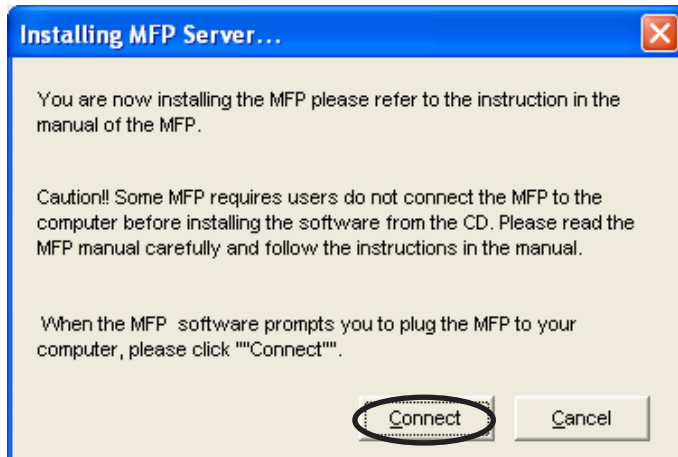 Installing MFP Server...
You are now installing the MFP please refer to the instruction in the
manual of the MFP.
Caution!! Some MFP requires users do not connect the MFP to the
computer before installing the software from the CD. Please read the
MFP manual carefully and follow the instructions in the manual.
When the MFP  software prompts you to plug the MFP to your
computer, please click ""Connect"".
Connect Cancel